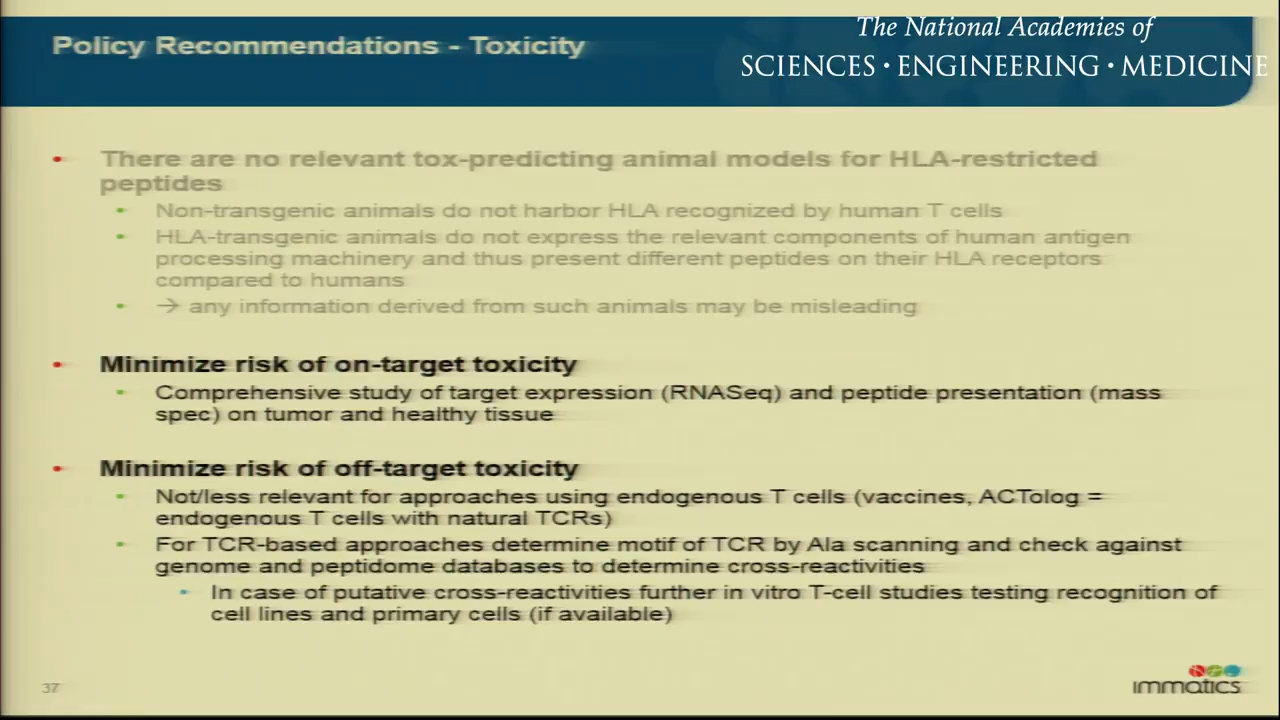 Policy Recommendations - Toxicity
The National Academies of
SCIENCES · ENGINEERING · MEDICINE
• There are no relevant tox-predicting animal models for HLA-restricted
peptides
• Non-transgenic animals do not harbor HLA recognized by human T cells
• HLA-transgenic animals do not express the relevant components of human antigen
processing machinery and thus present different peptides on their HLA receptors
compared to humans
• → any information derived from such animals may be misleading
• Minimize risk of on-target toxicity
• Comprehensive study of target expression (RNASeq) and peptide presentation (mass
spec) on tumor and healthy tissue
• Minimize risk of off-target toxicity
• Not/less relevant for approaches using endogenous T cells (vaccines, ACTolog =
endogenous T cells with natural TCRs)
• For TCR-based approaches determine motif of TCR by Ala scanning and check against
genome and peptidome databases to determine cross-reactivities
• In case of putative cross-reactivities further in vitro T-cell studies testing recognition of
cell lines and primary cells (if available)
37
immatics